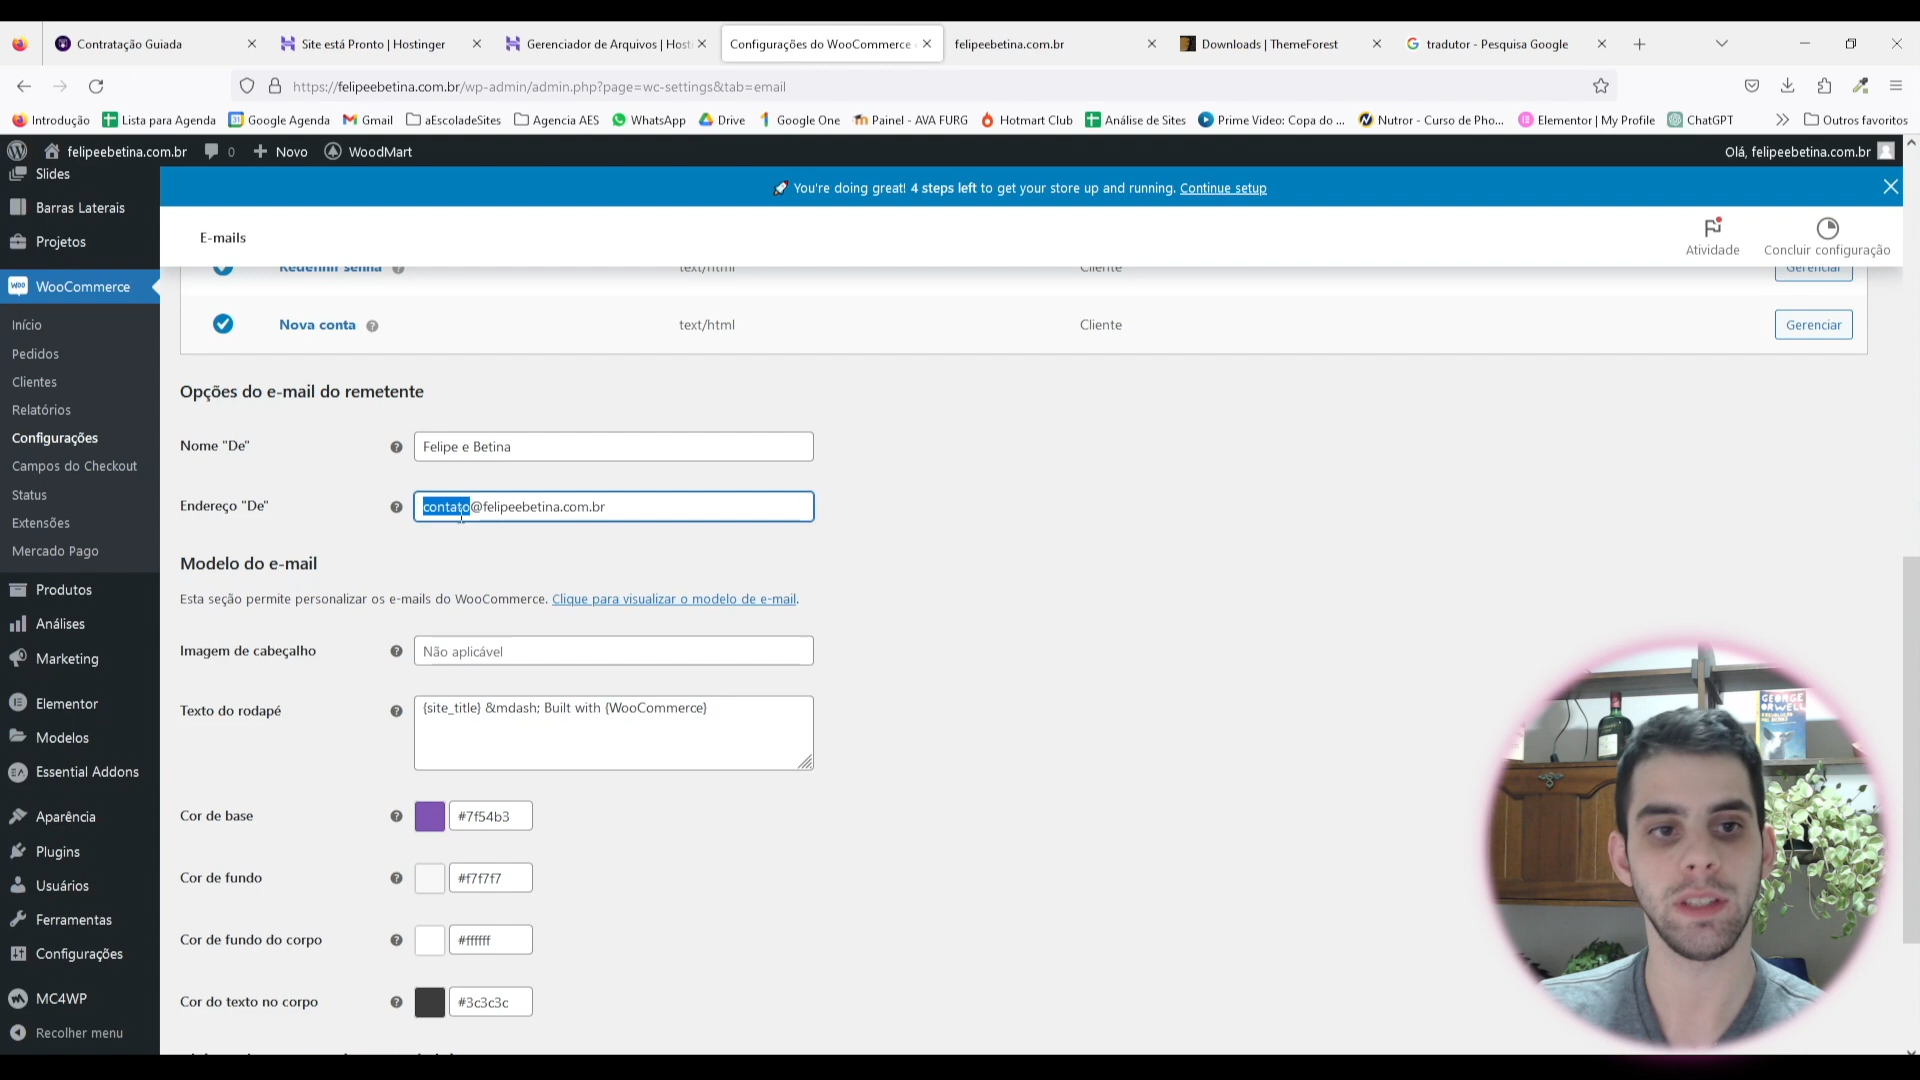 Contratação Guiada
Site está Pronto | Hostinger
Gerenciador de Arquivos | Host
Configurações do WooCommerce
felipeebetina.com.br
Downloads | ThemeForest
tradutor - Pesquisa Google
https://felipeebetina.com.br/wp-admin/admin.php?page=wc-settings&tab=email
Introdução
Lista para Agenda
Google Agenda
Gmail
aEscoladeSites
Agencia AES
WhatsApp
Drive
Google One
Painel - AVA FURG
Hotmart Club
Análise de Sites
Prime Video: Copa do ...
Nutror - Curso de Pho...
Elementor | My Profile
ChatGPT
Outros favoritos
felipeebetina.com.br
0
Novo
WoodMart
Olá, felipeebetina.com.br
Slides
Barras Laterais
Projetos
WooCommerce
Início
Pedidos
Clientes
Relatórios
Configurações
Campos do Checkout
Status
Extensões
Mercado Pago
Produtos
Análises
Marketing
Elementor
Modelos
Essential Addons
Aparência
Plugins
Usuários
Ferramentas
Configurações
MC4WP
Recolher menu
You're doing great! 4 steps left to get your store up and running. Continue setup
E-mails
Atividade
Concluir configuração
Redefinir senha
text/html
Cliente
Gerenciar
Nova conta
text/html
Cliente
Gerenciar
Opções do e-mail do remetente
Nome "De"
Felipe e Betina
Endereço "De"
contato@felipeebetina.com.br
Modelo do e-mail
Esta seção permite personalizar os e-mails do WooCommerce. Clique para visualizar o modelo de e-mail.
Imagem de cabeçalho
Não aplicável
Texto do rodapé
{site_title} &mdash; Built with {WooCommerce}
Cor de base
#7f54b3
Cor de fundo
#f7f7f7
Cor de fundo do corpo
#ffffff
Cor do texto no corpo
#3c3c3c
GEORGE
ORWELL